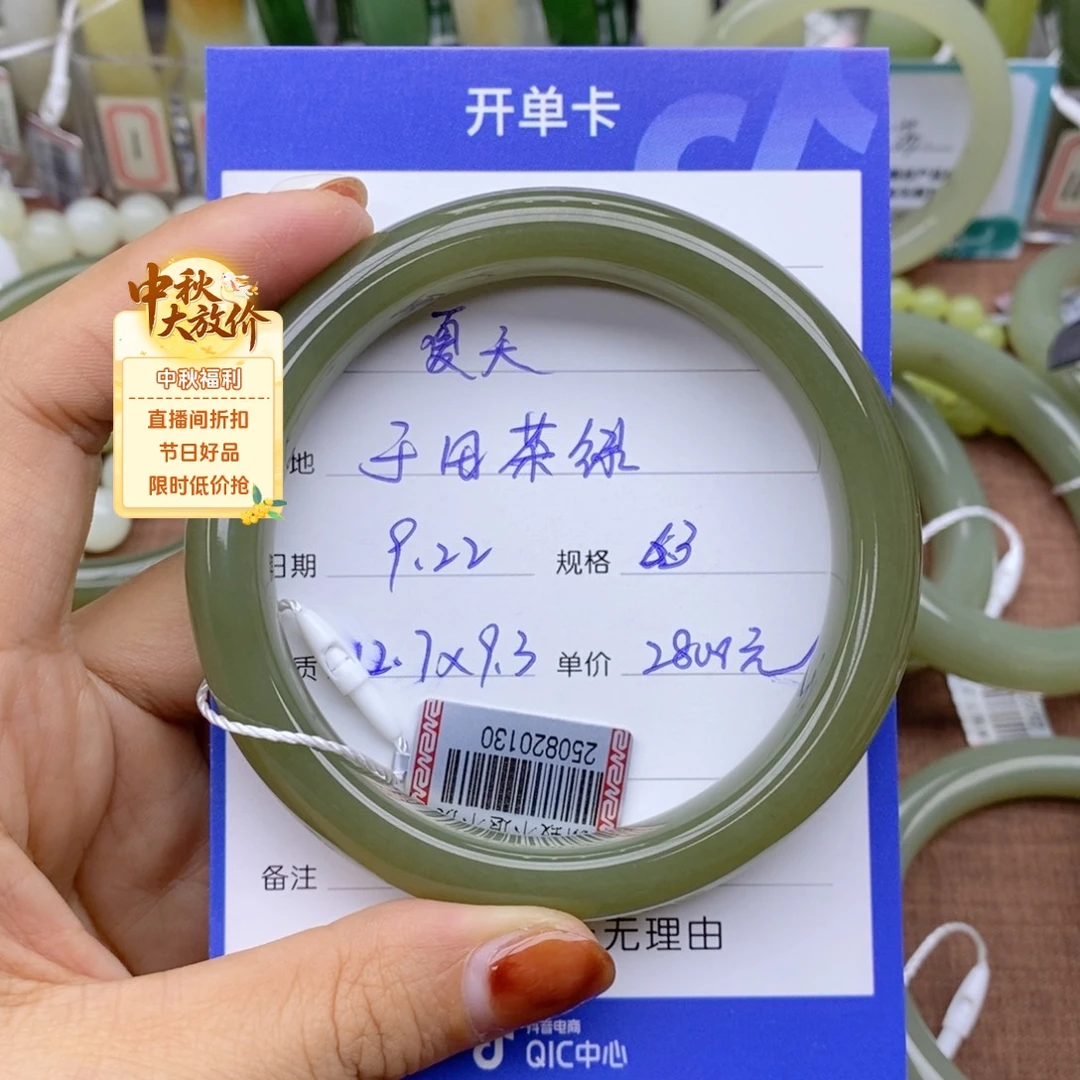 开单卡
中秋
大放价
中秋福利
直播间折扣
节日好品
限时低价抢
夏天
地 于田茶绿
日期 9.22 规格 63
质 12.7x9.3 单价 2809元
250820130
备注
无理由
抖音电商
QIC中心